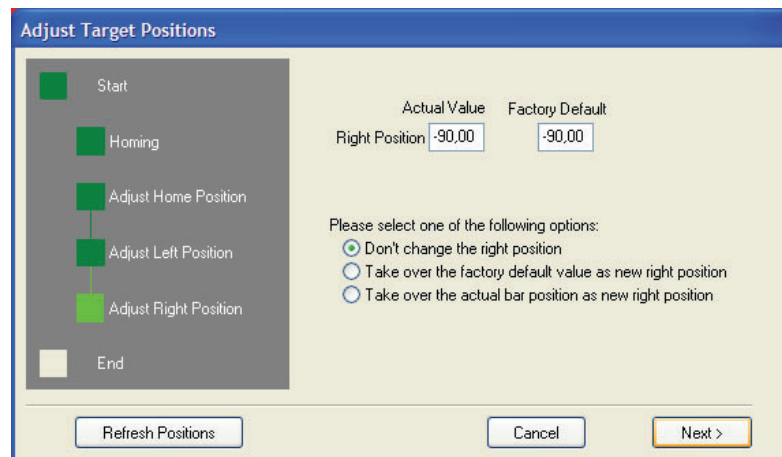 Adjust Target Positions
Start
Homing
Adjust Home Position
Adjust Left Position
Adjust Right Position
End
Actual Value Factory Default
Right Position -90,00 -90,00
Please select one of the following options:
Don't change the right position
Take over the factory default value as new right position
Take over the actual bar position as new right position
Refresh Positions Cancel Next >